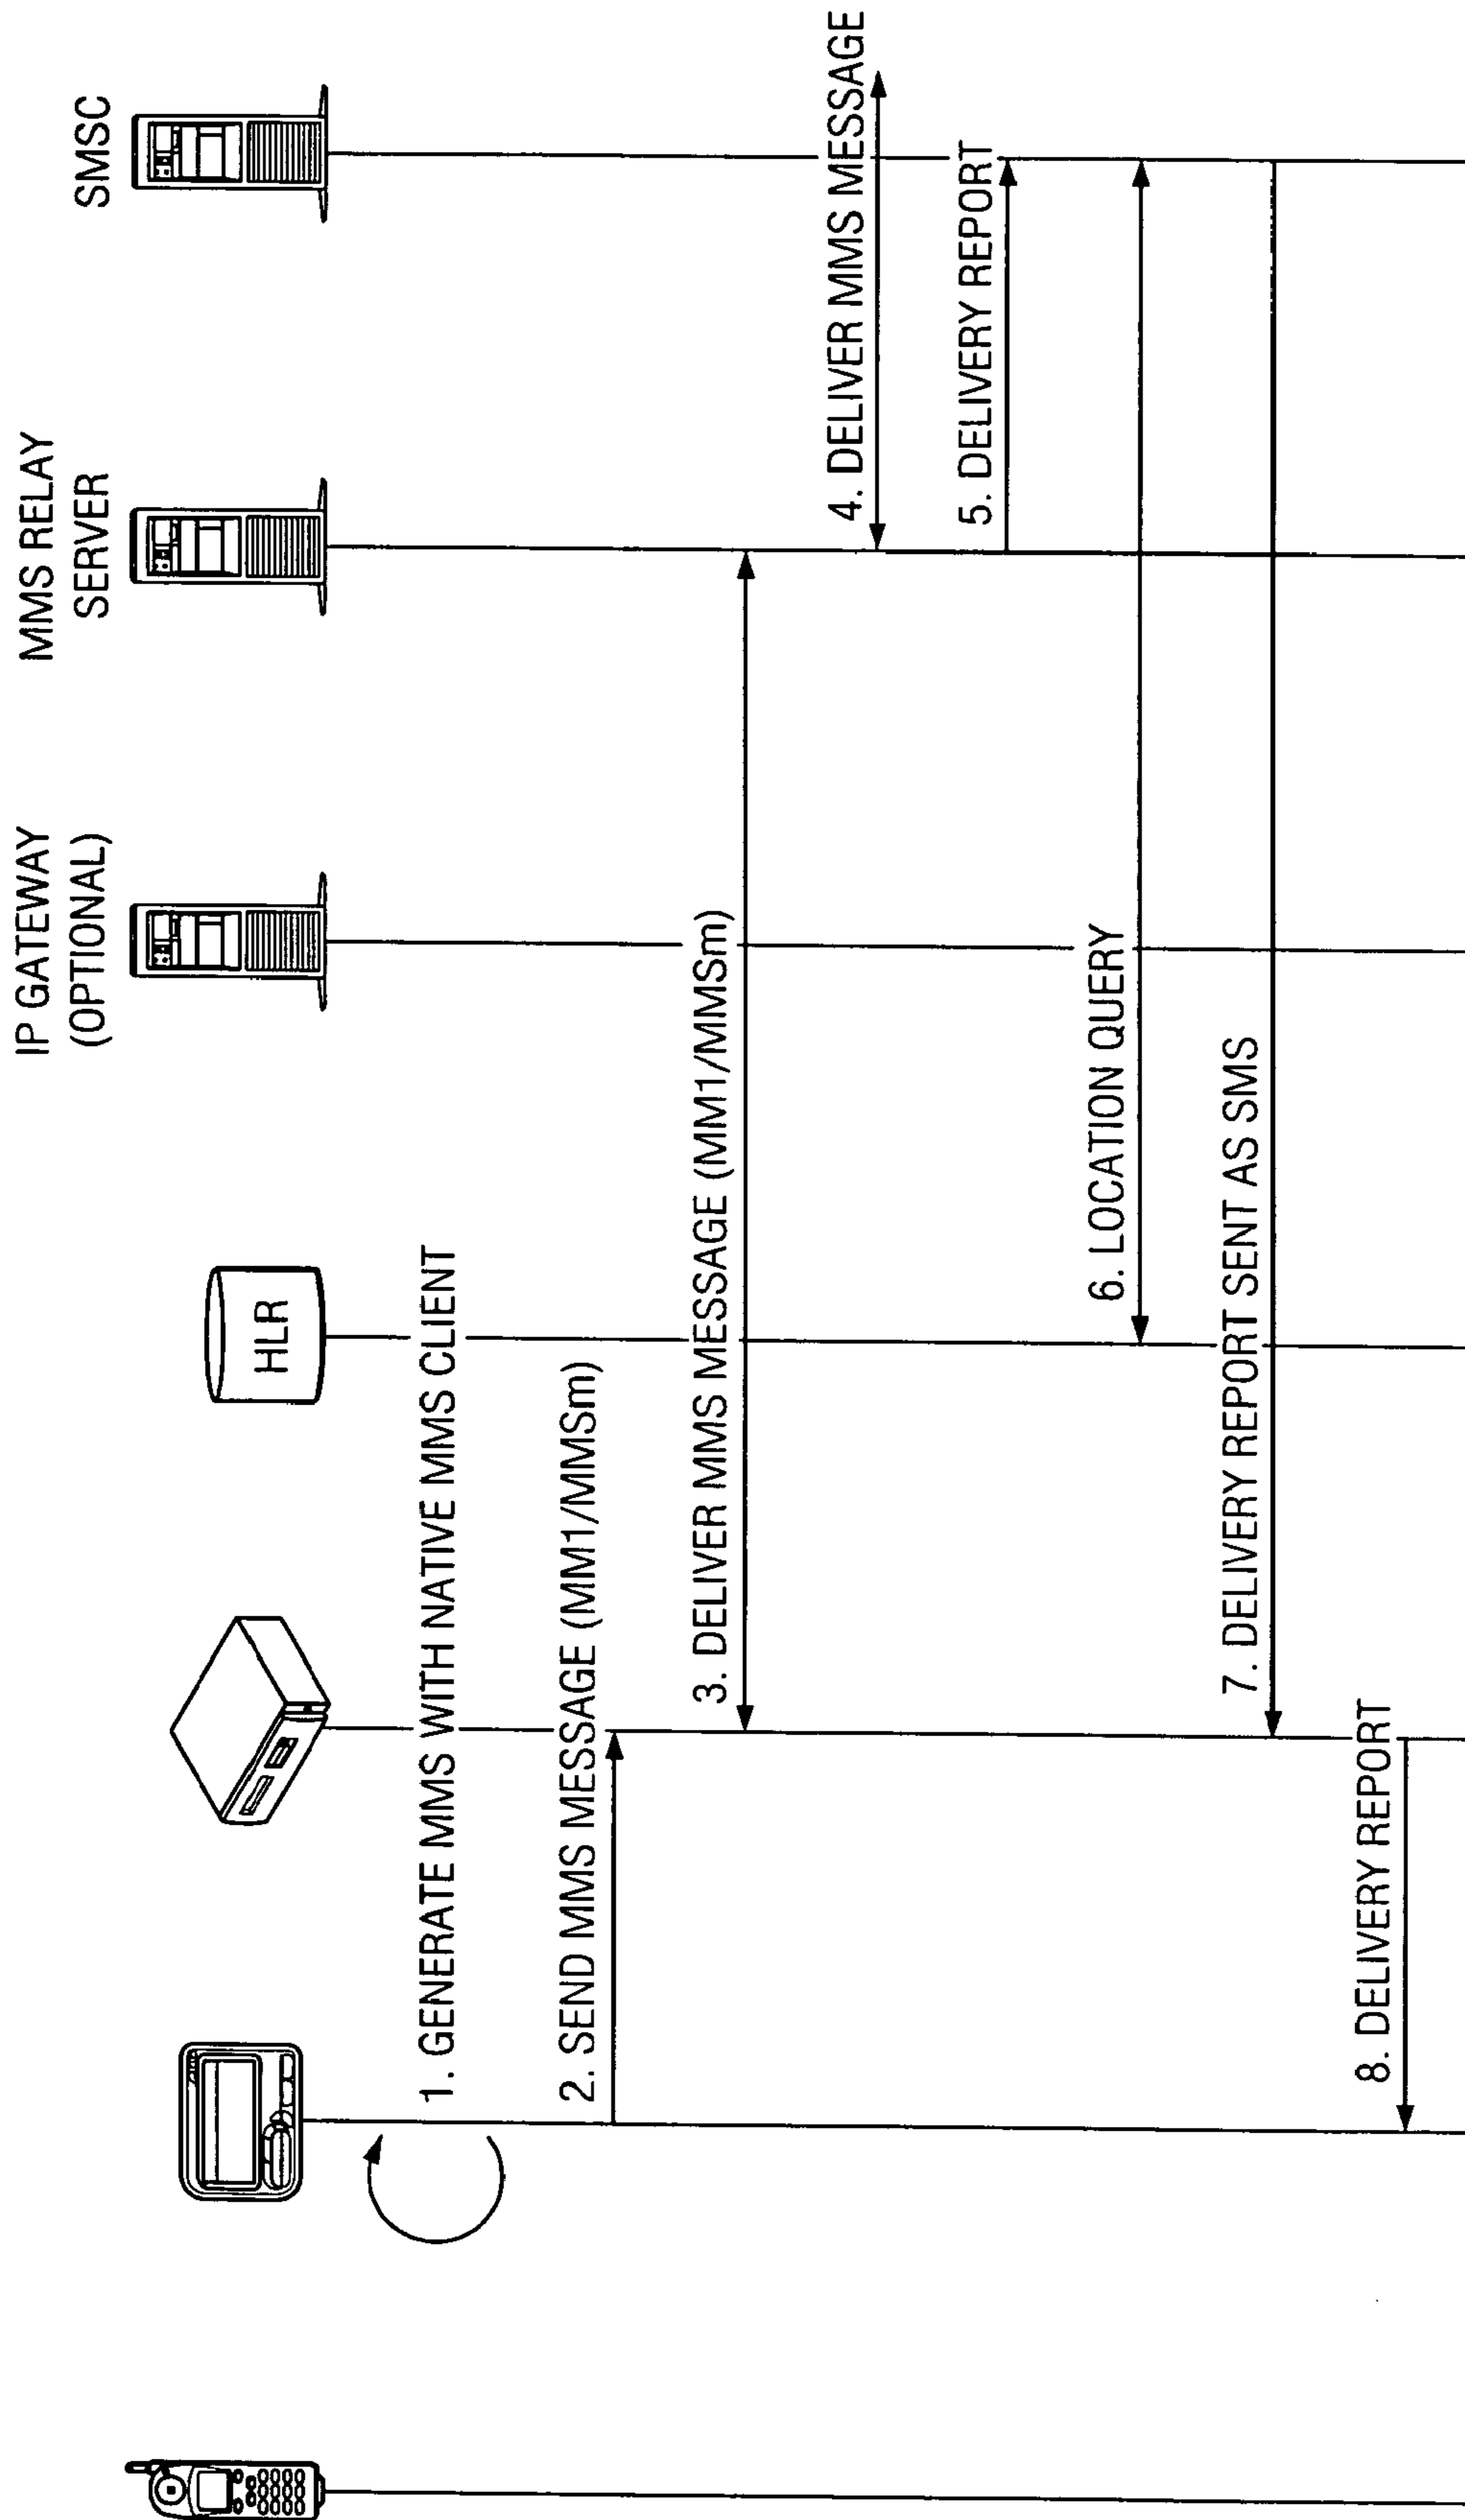 HLR
IP GATEWAY
(OPTIONAL)
MMS RELAY
SERVER
SMSC
1. GENERATE MMS WITH NATIVE MMS CLIENT
2. SEND MMS MESSAGE (MM1/MMSm)
3. DELIVER MMS MESSAGE (MM1/MMSm)
4. DELIVER MMS MESSAGE
5. DELIVERY REPORT
6. LOCATION QUERY
7. DELIVERY REPORT SENT AS SMS
8. DELIVERY REPORT